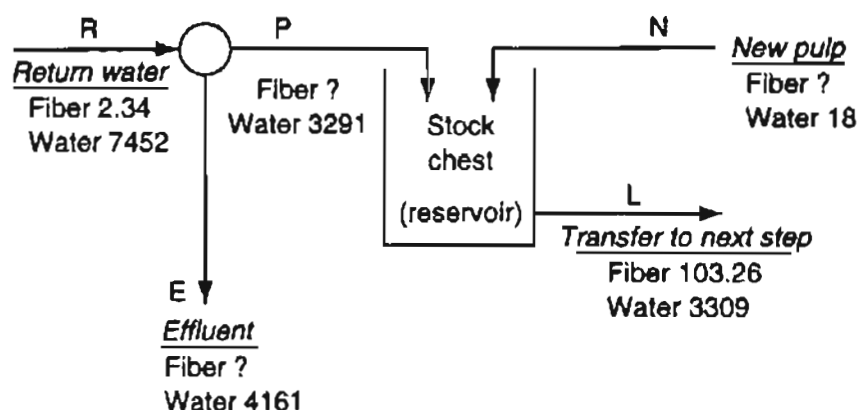 R
P
N
Return water
Fiber 2.34
Water 7452
Fiber ?
Water 3291
Stock
chest
(reservoir)
New pulp
Fiber ?
Water 18
L
Transfer to next step
Fiber 103.26
Water 3309
E
Effluent
Fiber ?
Water 4161